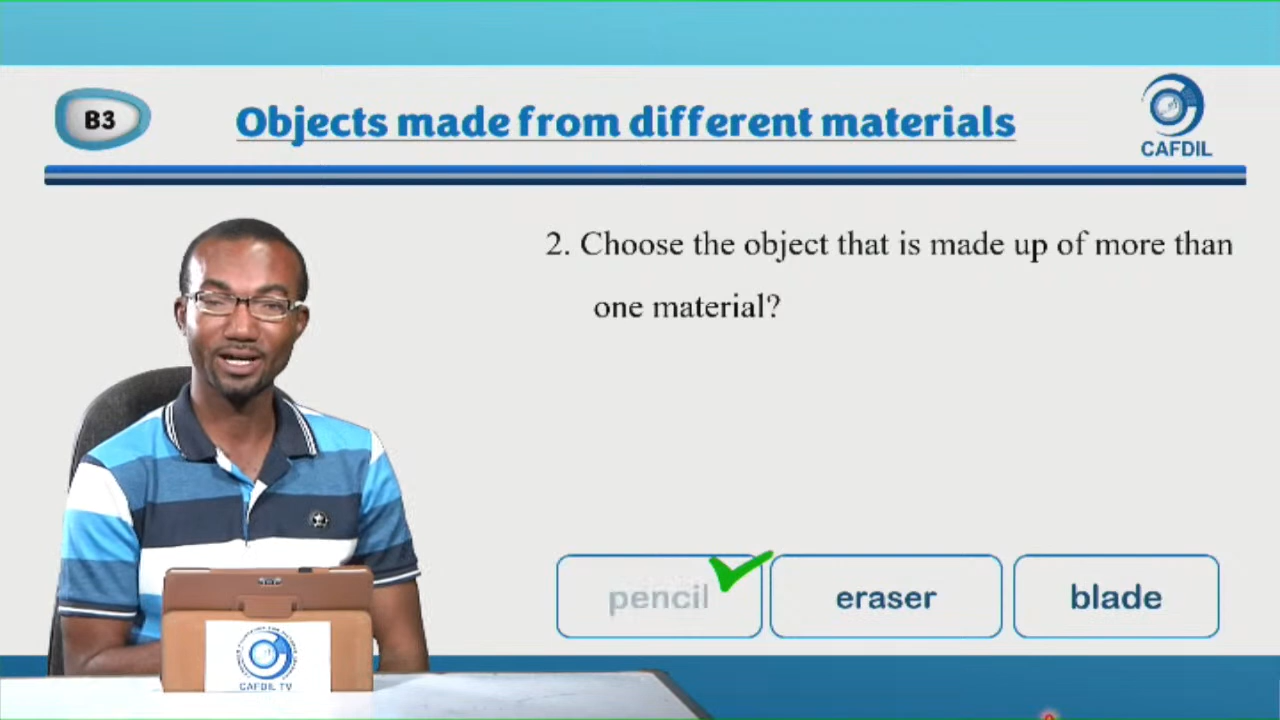 B3
Objects made from different materials
CAFDIL
2. Choose the object that is made up of more than
one material?
pencil
eraser
blade
CAFDIL TV